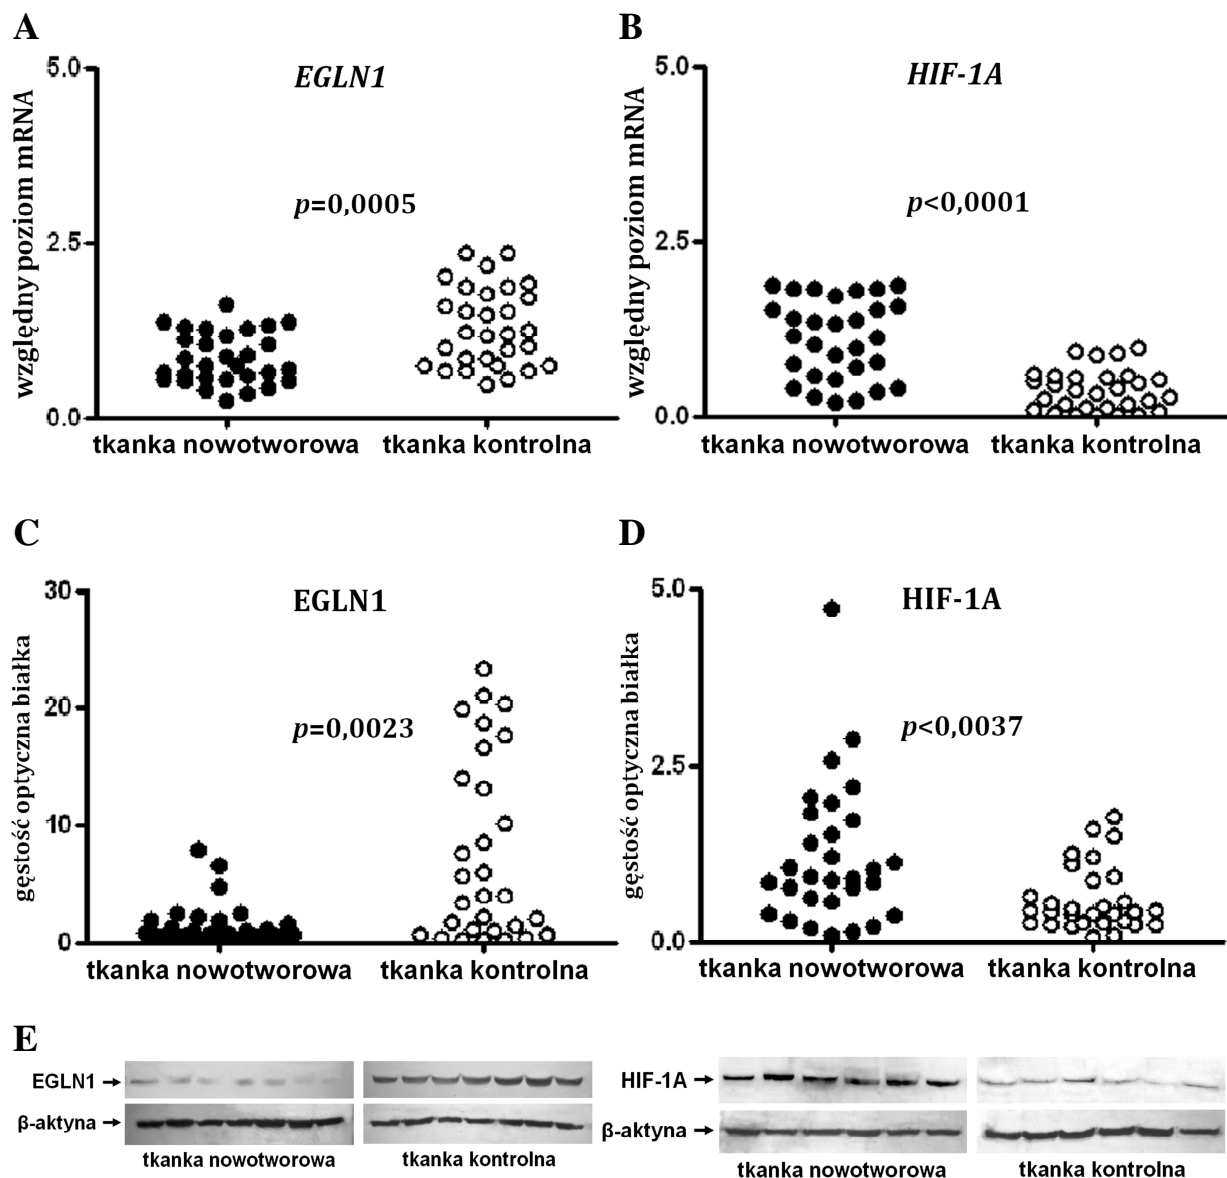 A
5.0
2.5
0.0
względny poziom mRNA
EGLN1
p=0,0005
tkanka nowotworowa
tkanka kontrolna
B
5.0
2.5
0.0
względny poziom mRNA
HIF-1A
p<0,0001
tkanka nowotworowa
tkanka kontrolna
C
30
20
10
0
gęstość optyczna białka
EGLN1
p=0,0023
tkanka nowotworowa
tkanka kontrolna
D
5.0
2.5
0.0
gęstość optyczna białka
HIF-1A
p<0,0037
tkanka nowotworowa
tkanka kontrolna
E
EGLN1
β-aktyna
tkanka nowotworowa
tkanka kontrolna
HIF-1A
β-aktyna
tkanka nowotworowa
tkanka kontrolna